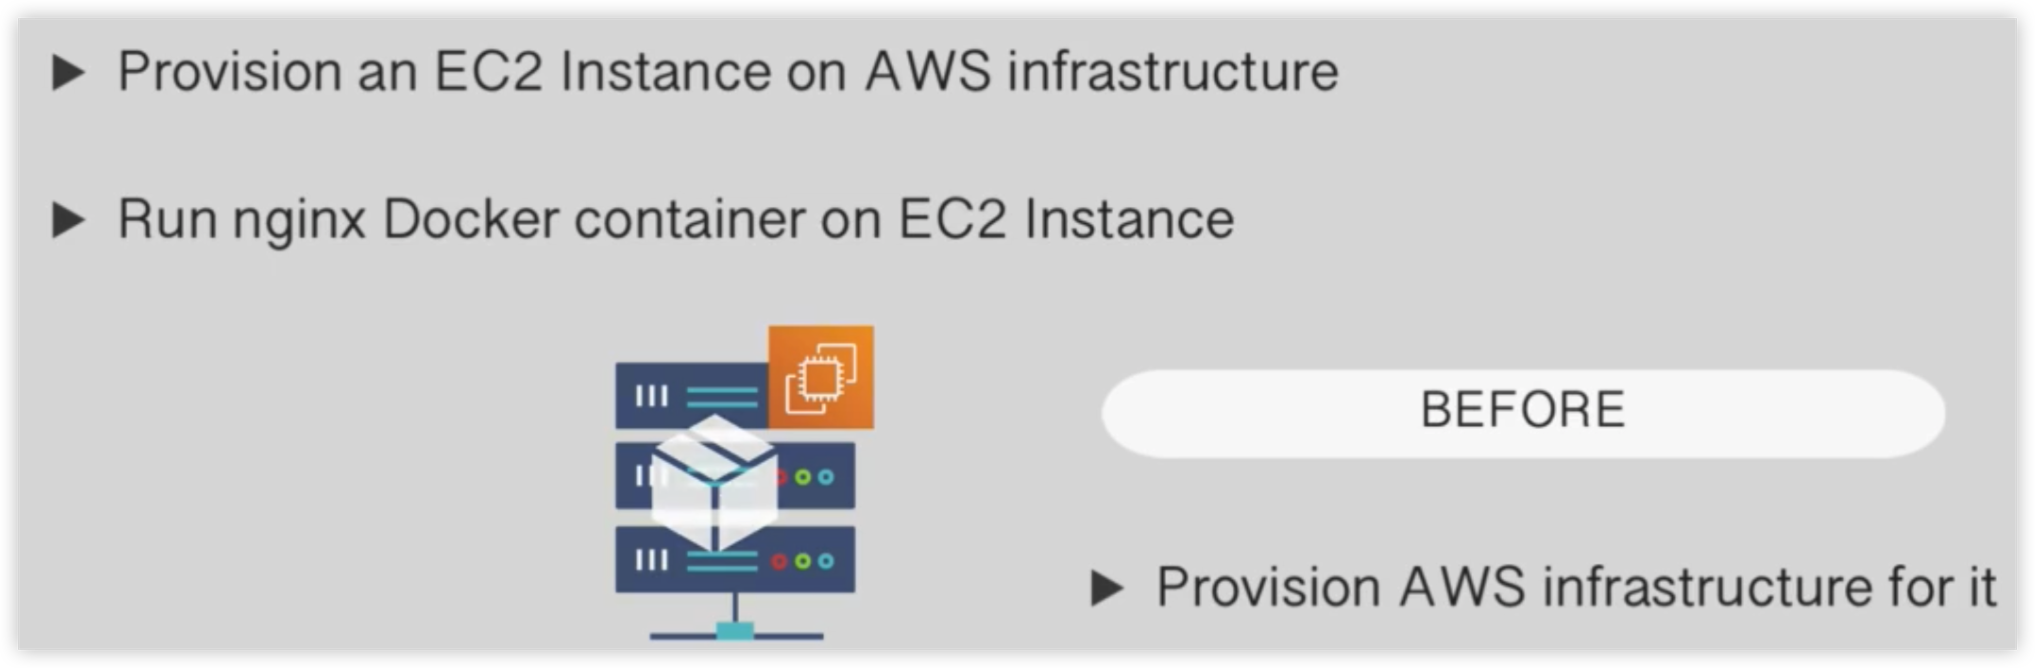 Provision an EC2 Instance on AWS infrastructure
Run nginx Docker container on EC2 Instance
BEFORE
Provision AWS infrastructure for it